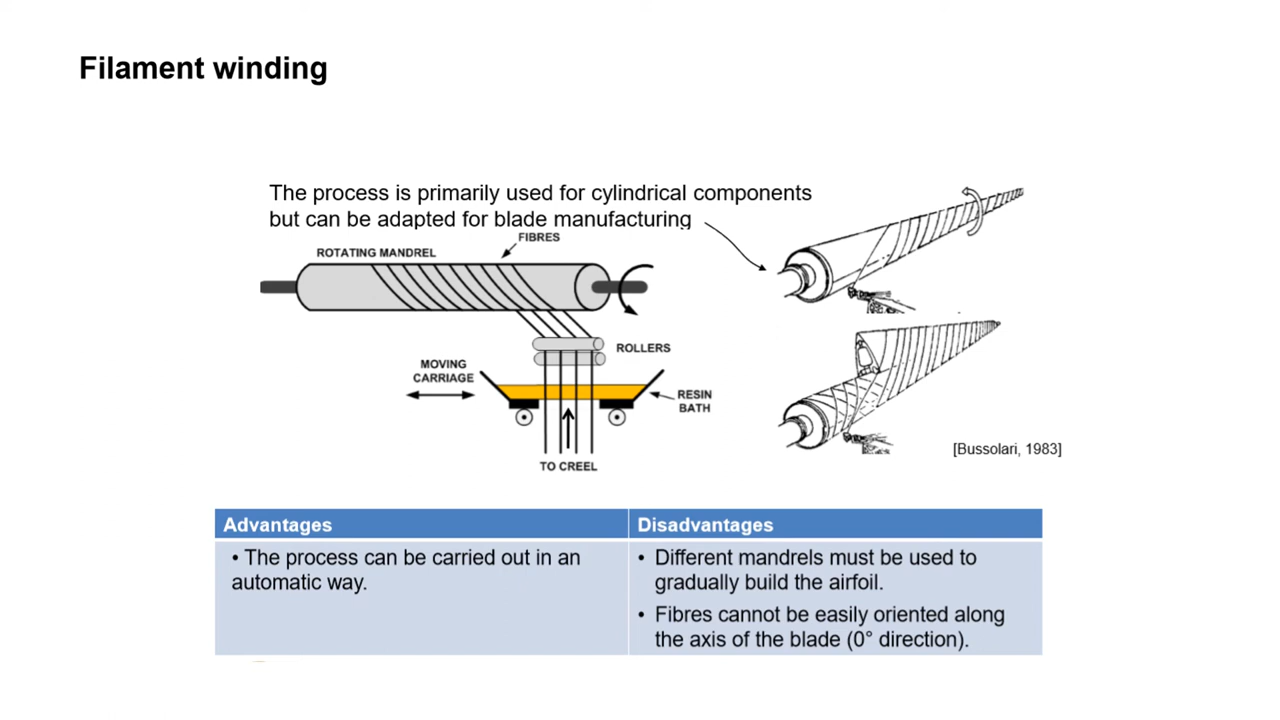 Filament winding
The process is primarily used for cylindrical components
but can be adapted for blade manufacturing
FIBRES
ROTATING MANDREL
ROLLERS
MOVING
CARRIAGE
RESIN
BATH
TO CREEL
[Bussolari, 1983]
Advantages
Disadvantages
• The process can be carried out in an
automatic way.
• Different mandrels must be used to
gradually build the airfoil.
• Fibres cannot be easily oriented along
the axis of the blade (0° direction).